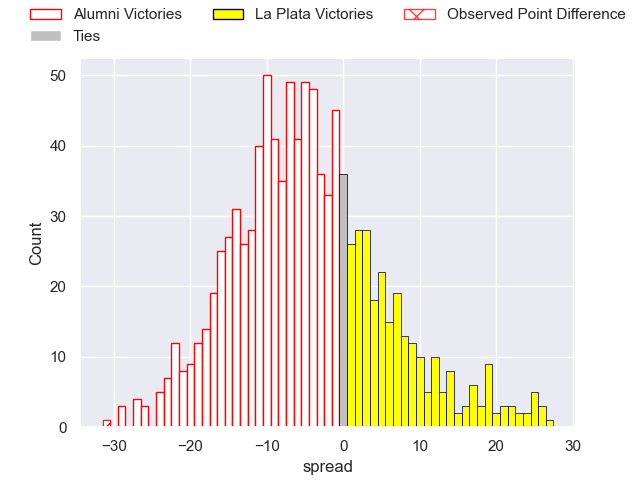 Alumni Victories
La Plata Victories
Observed Point Difference
Ties
50
40
30
20
10
0
Count
−30 −20 −10 0 10 20 30
spread